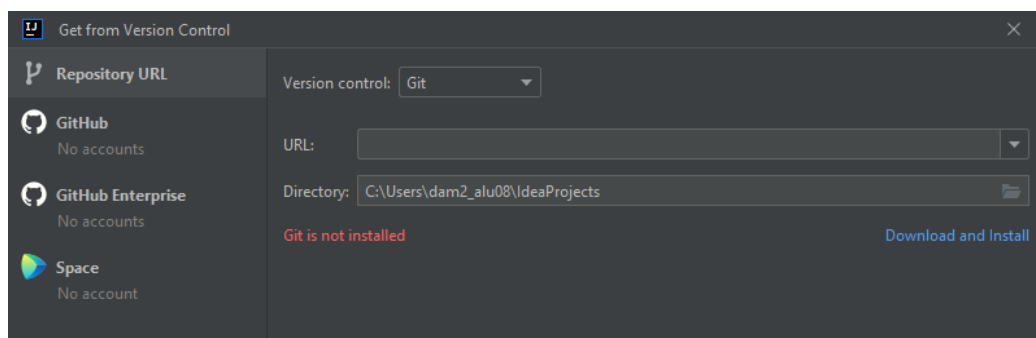 IJ
Get from Version Control
Repository URL
GitHub
No accounts
GitHub Enterprise
No accounts
Space
No account
Version control: Git
URL:
Directory: C:\Users\dam2_alu08\IdeaProjects
Git is not installed Download and Install